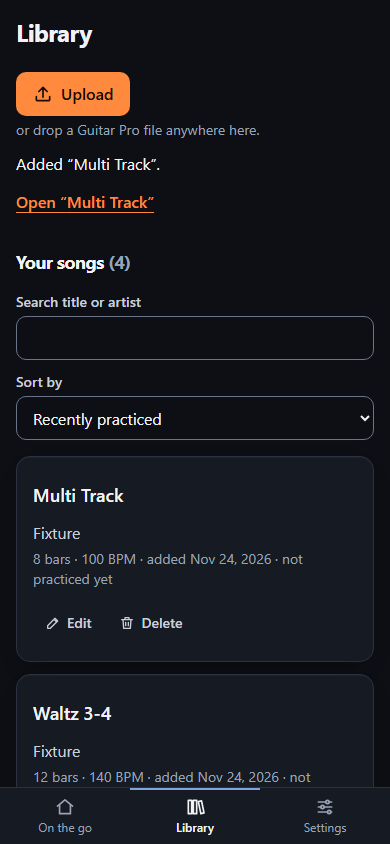 Library
Upload
or drop a Guitar Pro file anywhere here.
Added “Multi Track”.
Open “Multi Track”
Your songs (4)
Search title or artist
Sort by
Recently practiced
Multi Track
Fixture
8 bars · 100 BPM · added Nov 24, 2026 · not
practiced yet
Edit Delete
Waltz 3-4
Fixture
12 bars · 140 BPM · added Nov 24, 2026 · not
On the go Library Settings